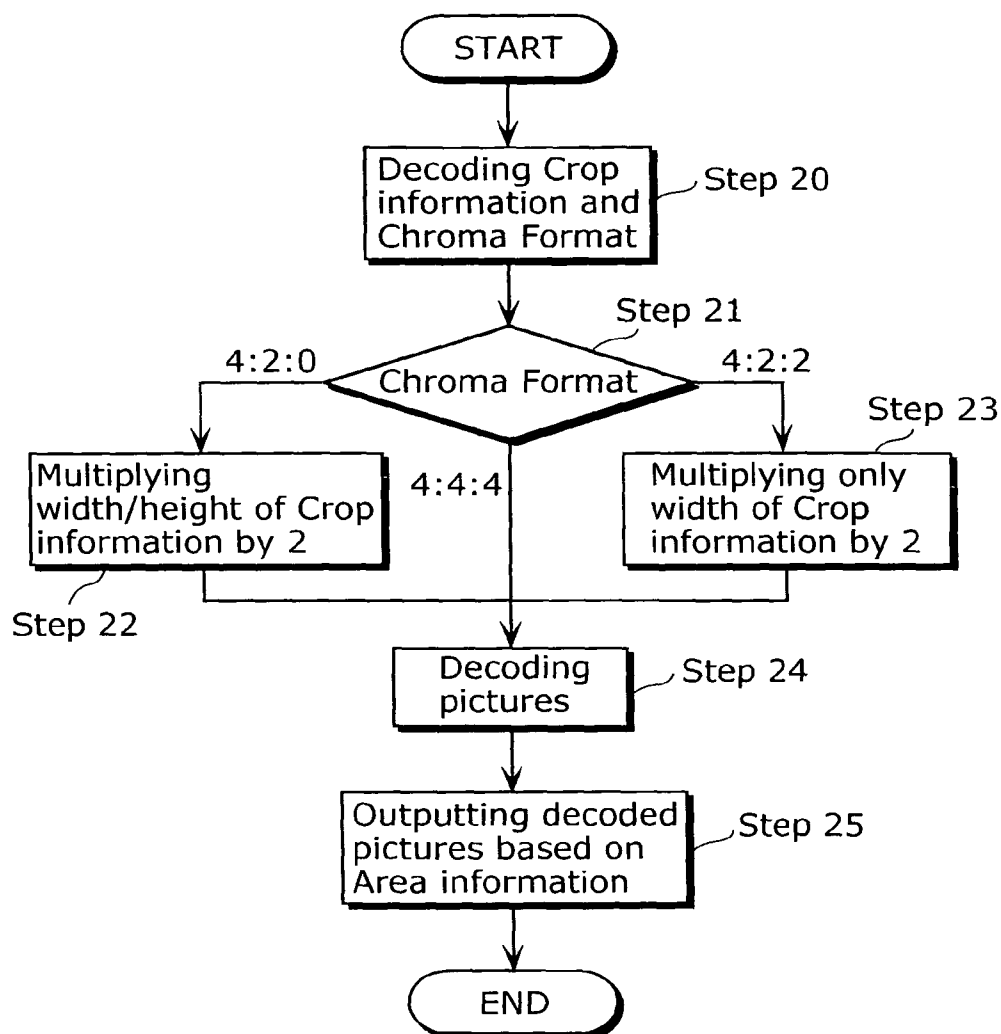 START
Decoding Crop
information and
Chroma Format
Step 20
Step 21
4:2:0
Chroma Format
4:2:2
Step 23
Multiplying
width/height of Crop
information by 2
4:4:4
Multiplying only
width of Crop
information by 2
Step 22
Decoding
pictures
Step 24
Outputting decoded
pictures based on
Area information
Step 25
END